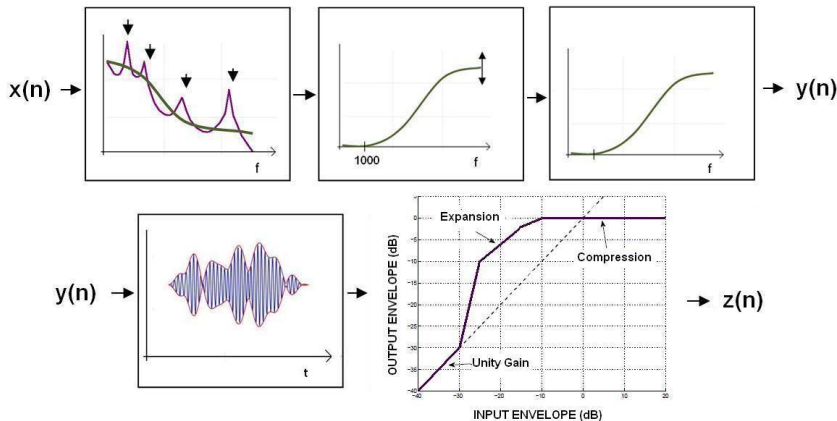 x(n)
f
1000
f
f
y(n)
y(n)
t
OUTPUT ENVELOPE (dB)
5
0
-5
-10
-15
-20
-25
-30
-35
-40
Expansion
Compression
Unity Gain
-40 -30 -20 -10 0 10 20
INPUT ENVELOPE (dB)
z(n)